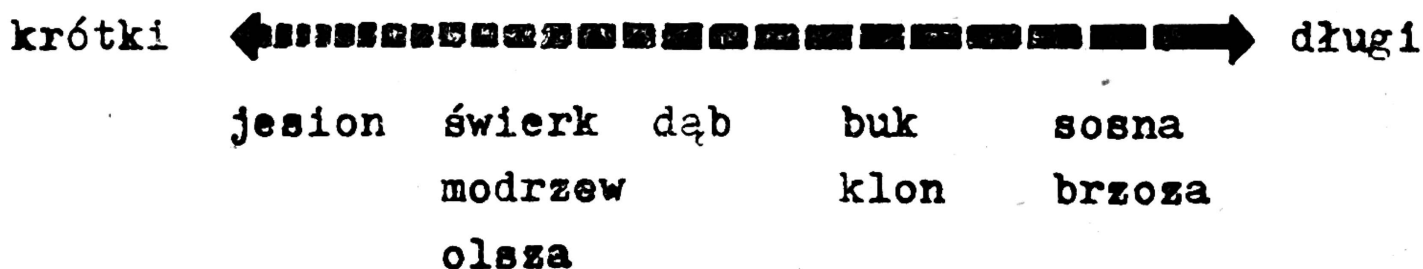 krótki długi
jesion świerk dąb buk sosna
modrzew klon brzoza
olsza